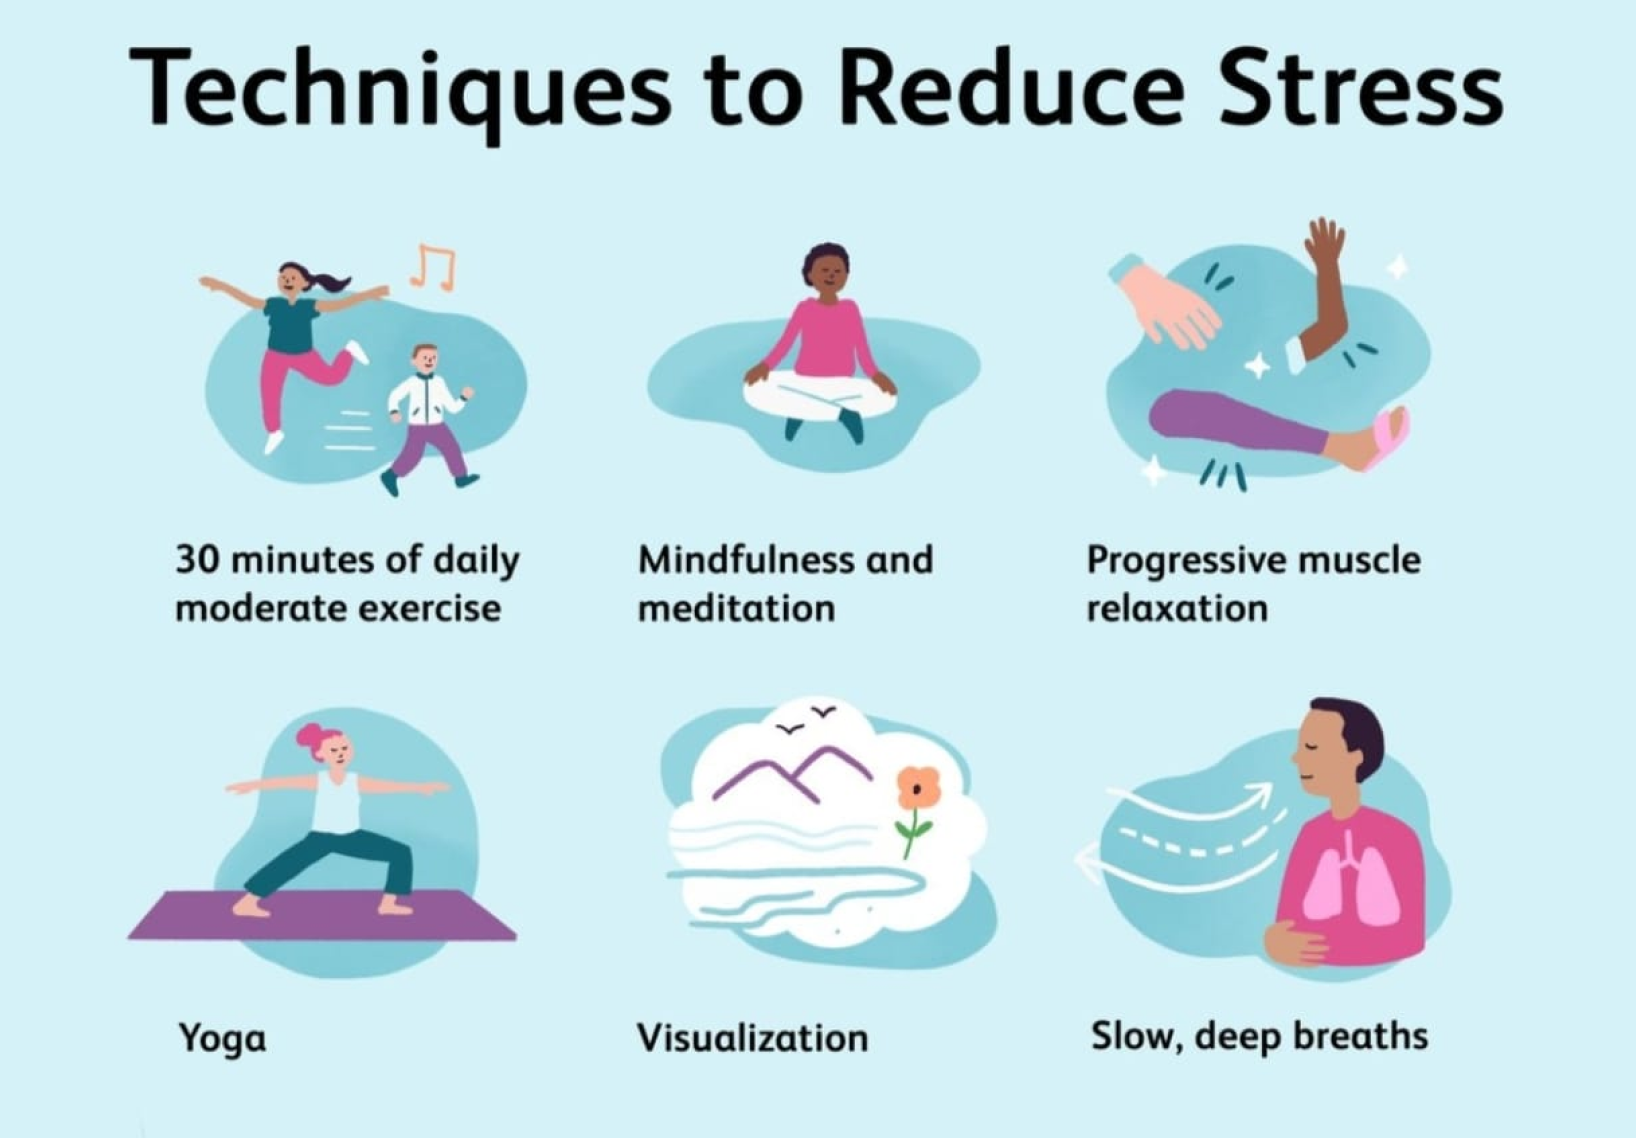 Techniques to Reduce Stress
30 minutes of daily
moderate exercise
Mindfulness and
meditation
Progressive muscle
relaxation
Yoga
Visualization
Slow, deep breaths